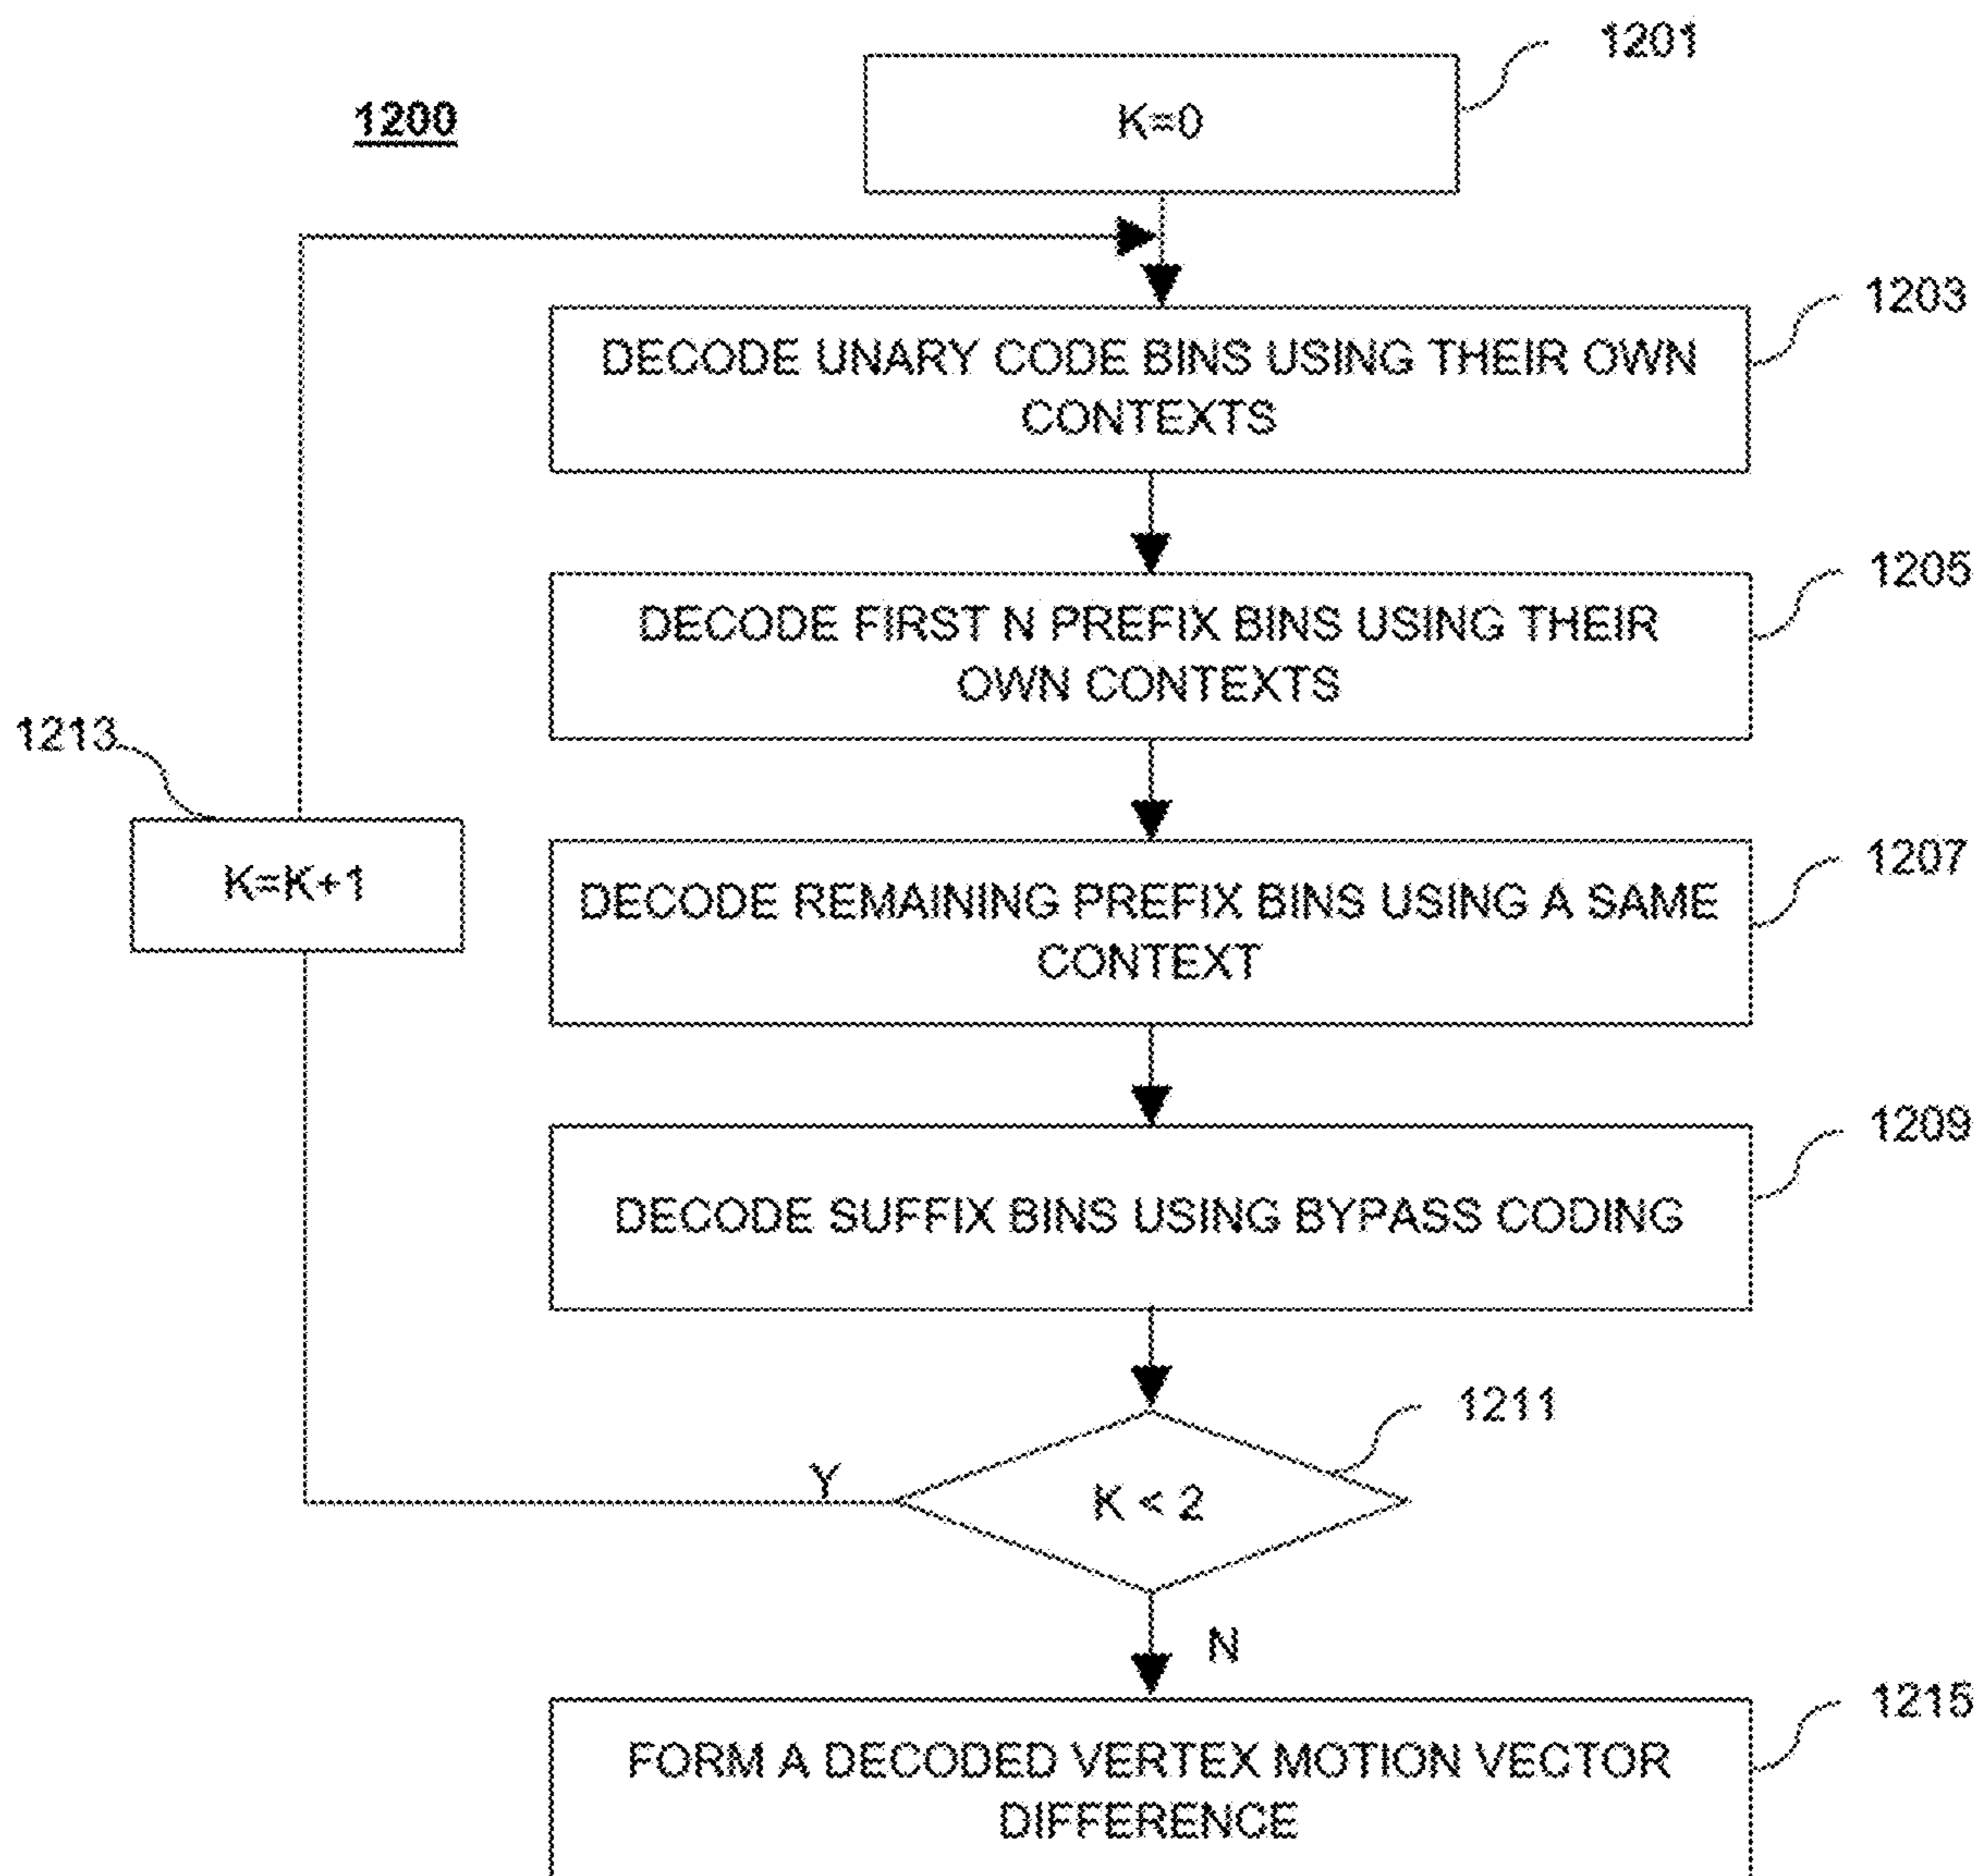 1201
1200
K=0
1203
DECODE UNARY CODE BINS USING THEIR OWN
CONTEXTS
1205
DECODE FIRST N PREFIX BINS USING THEIR
OWN CONTEXTS
1213
K=K+1
1207
DECODE REMAINING PREFIX BINS USING A SAME
CONTEXT
1209
DECODE SUFFIX BINS USING BYPASS CODING
1211
Y
K < 2
N
1215
FORM A DECODED VERTEX MOTION VECTOR
DIFFERENCE